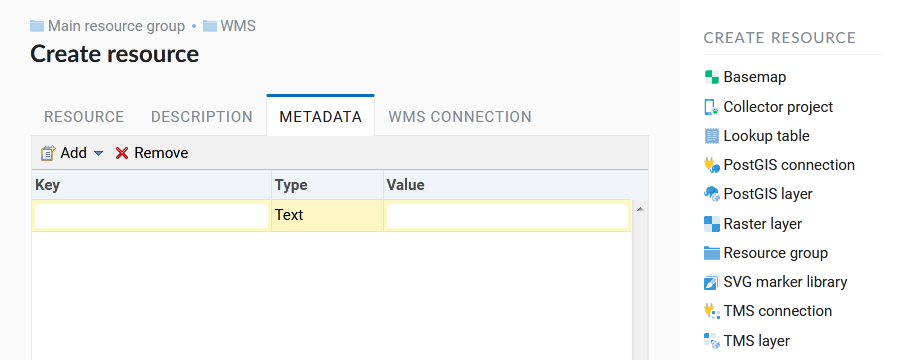 Main resource group • WMS
Create resource
RESOURCE DESCRIPTION METADATA WMS CONNECTION
Add Remove
Key Type Value
Text
CREATE RESOURCE
Basemap
Collector project
Lookup table
PostGIS connection
PostGIS layer
Raster layer
Resource group
SVG marker library
TMS connection
TMS layer